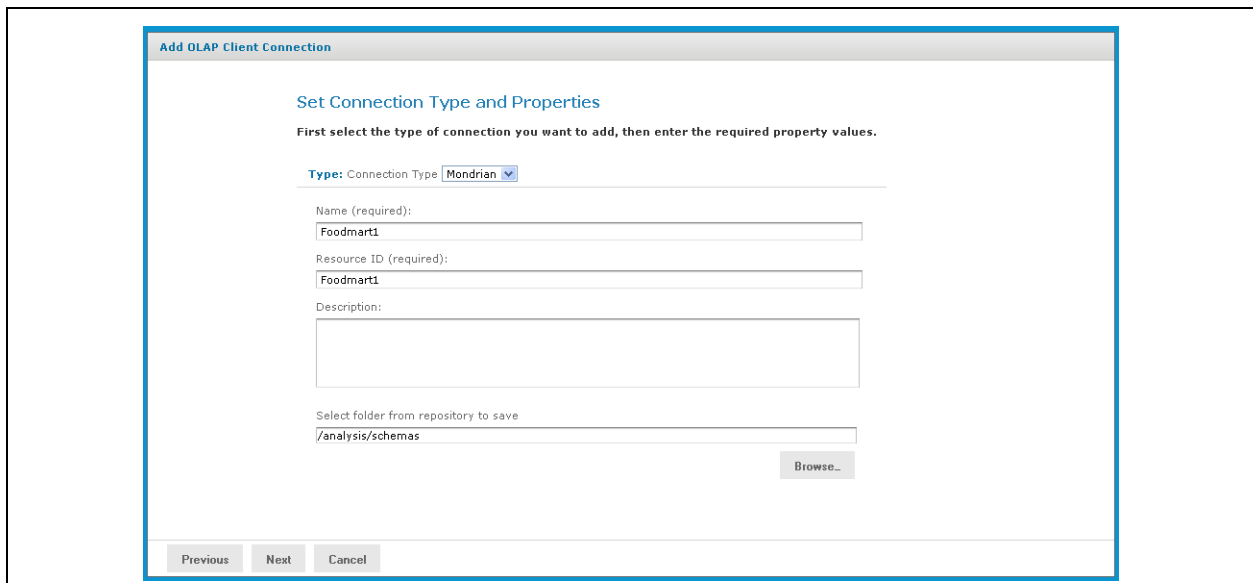 Add OLAP Client Connection
Set Connection Type and Properties
First select the type of connection you want to add, then enter the required property values.
Type: Connection Type Mondrian
Name (required):
Foodmart1
Resource ID (required):
Foodmart1
Description:
Select folder from repository to save
/analysis/schemas
Browse...
Previous Next Cancel